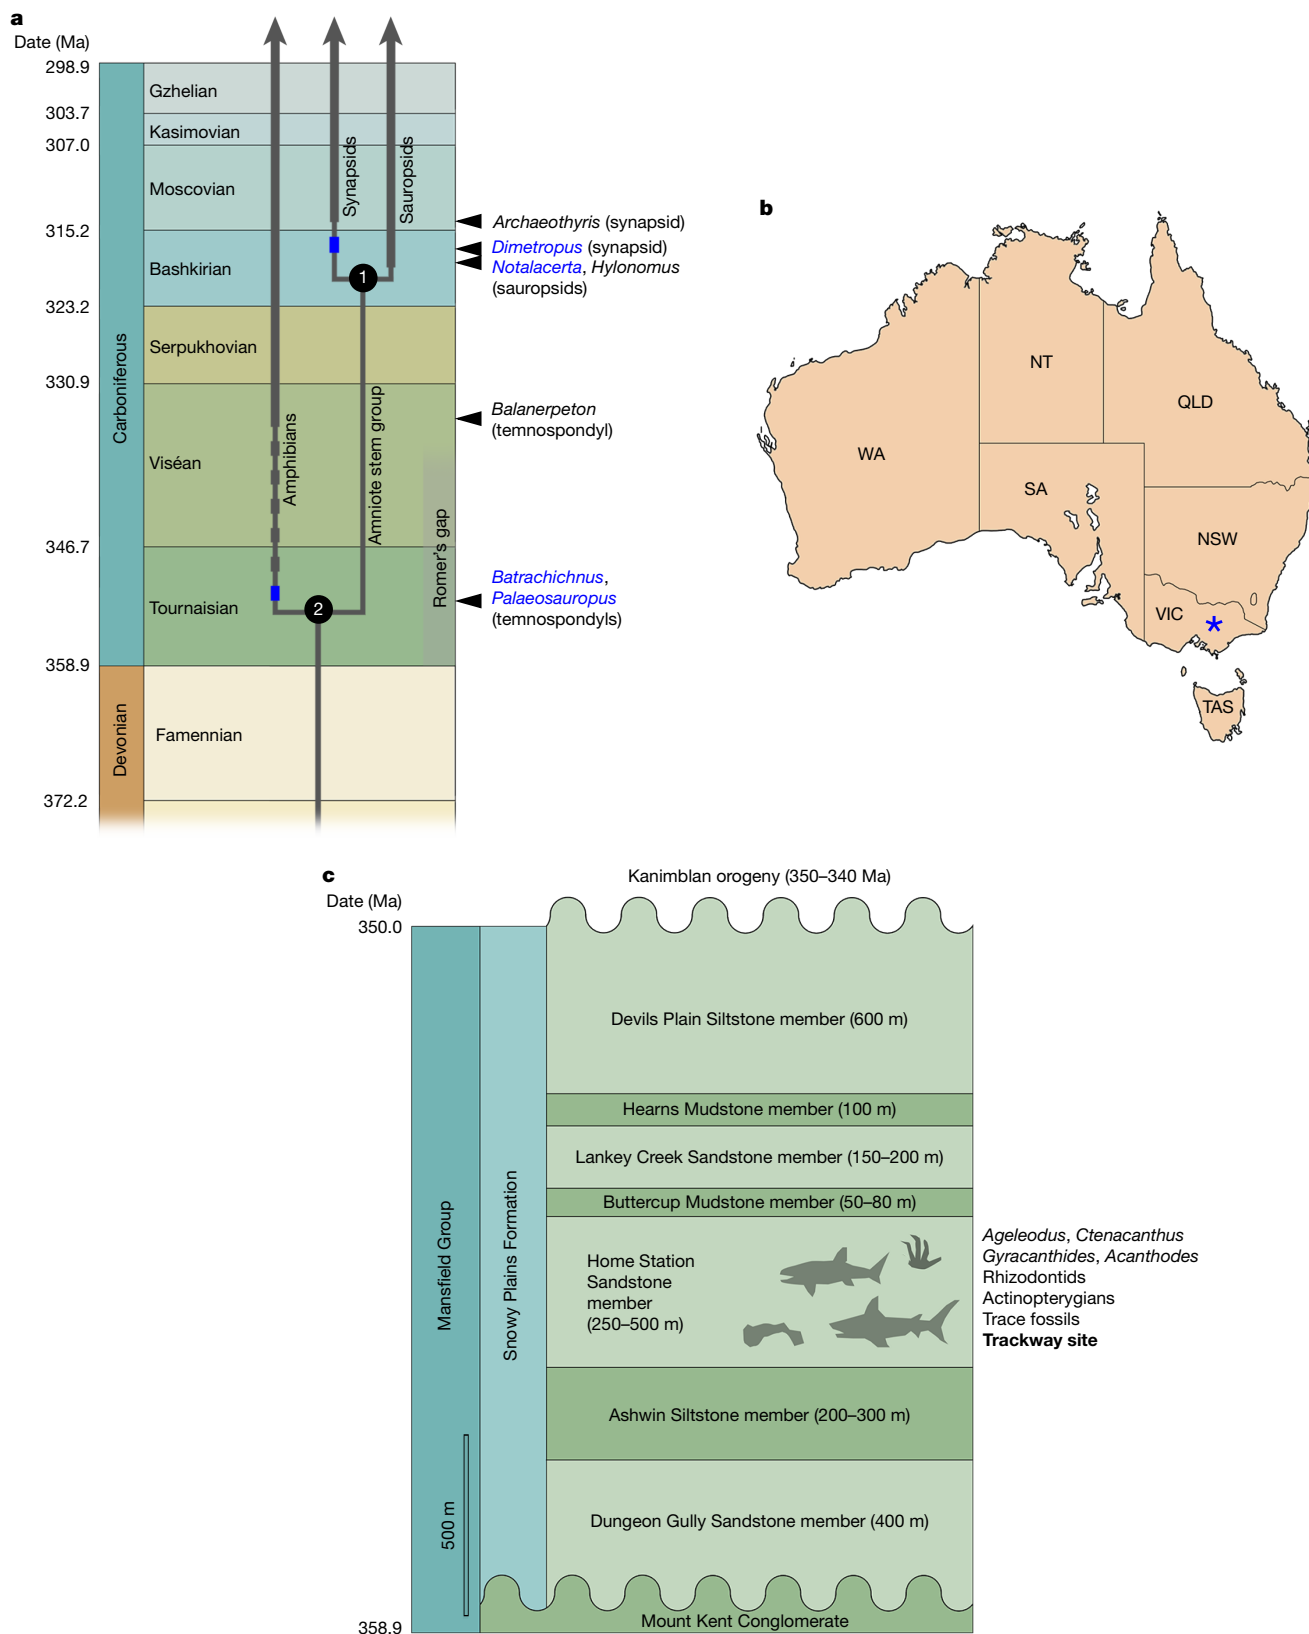 a
Date (Ma)
298.9
Gzhelian
303.7
Kasimovian
307.0
Moscovian
315.2
Bashkirian
323.2
Serpukhovian
330.9
Viséan
346.7
Tournaisian
358.9
Famennian
372.2
Carboniferous
Devonian
Synapsids
Sauropsids
Amphibians
Amniote stem group
Romer's gap
1
2
Archaeothyris (synapsid)
Dimetropus (synapsid)
Notalacerta, Hylonomus
(sauropsids)
Balanerpeton
(temnospondyl)
Batrachichnus,
Palaeosauropus
(temnospondyls)
b
WA
NT
QLD
SA
NSW
VIC
*
TAS
c
Kanimblan orogeny (350–340 Ma)
Date (Ma)
350.0
Mansfield Group
Snowy Plains Formation
Devils Plain Siltstone member (600 m)
Hearns Mudstone member (100 m)
Lankey Creek Sandstone member (150–200 m)
Buttercup Mudstone member (50–80 m)
Home Station
Sandstone
member
(250–500 m)
Ageleodus, Ctenacanthus
Gyracanthides, Acanthodes
Rhizodontids
Actinopterygians
Trace fossils
Trackway site
Ashwin Siltstone member (200–300 m)
Dungeon Gully Sandstone member (400 m)
500 m
Mount Kent Conglomerate
358.9